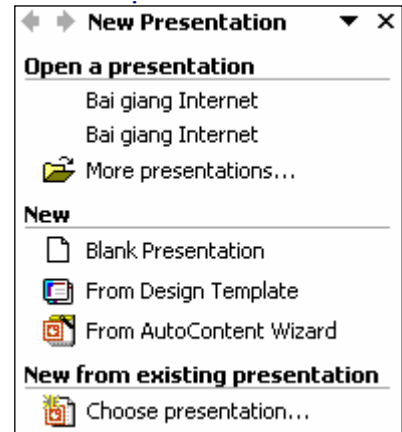 New Presentation
Open a presentation
Bai giang Internet
Bai giang Internet
More presentations...
New
Blank Presentation
From Design Template
From AutoContent Wizard
New from existing presentation
Choose presentation...